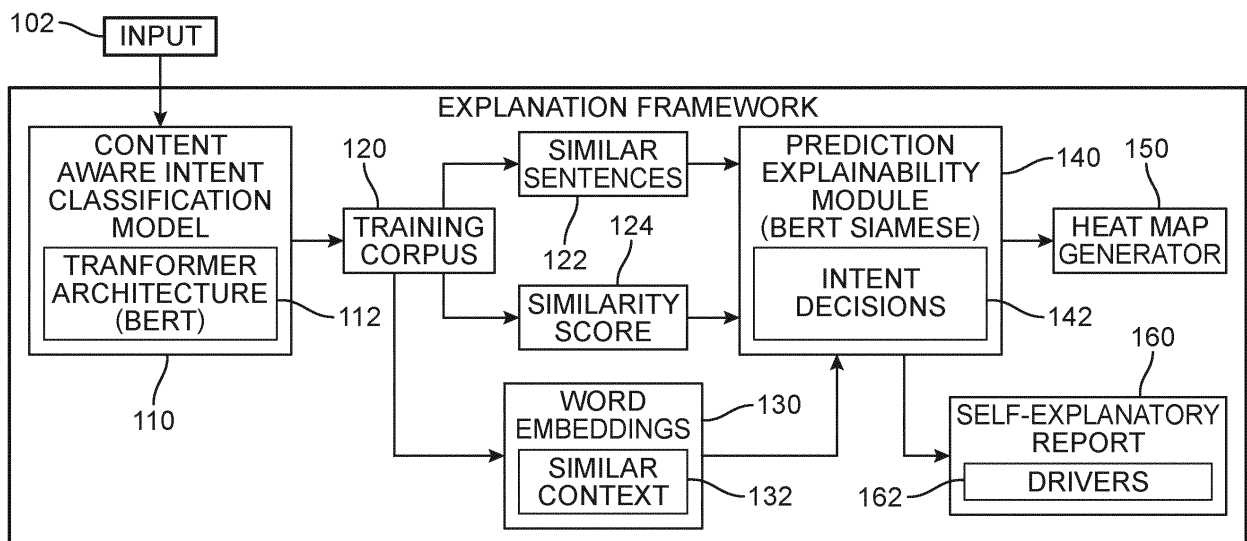 102
INPUT
EXPLANATION FRAMEWORK
CONTENT
AWARE INTENT
CLASSIFICATION
MODEL
TRANFORMER
ARCHITECTURE
(BERT)
112
110
120
TRAINING
CORPUS
SIMILAR
SENTENCES
122
124
SIMILARITY
SCORE
WORD
EMBEDDINGS
130
SIMILAR
CONTEXT
132
PREDICTION
EXPLAINABILITY
MODULE
(BERT SIAMESE)
140
INTENT
DECISIONS
142
150
HEAT MAP
GENERATOR
160
SELF-EXPLANATORY
REPORT
162
DRIVERS